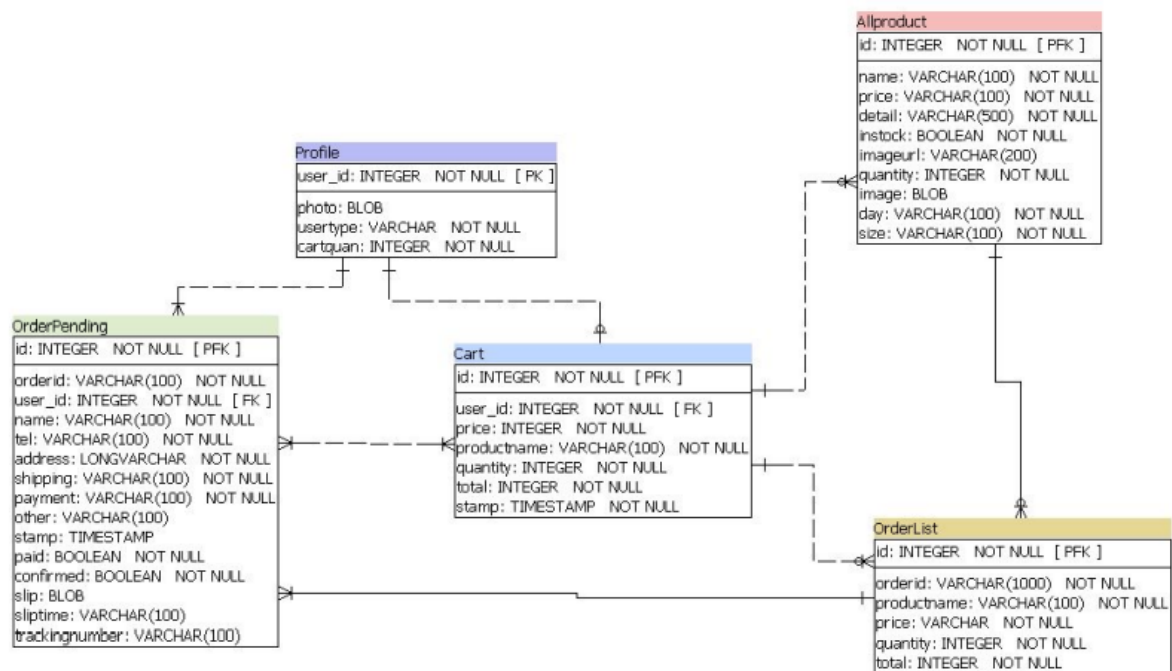 Allproduct
id: INTEGER NOT NULL [ PFK ]
name: VARCHAR(100) NOT NULL
price: VARCHAR(100) NOT NULL
detail: VARCHAR(500) NOT NULL
instock: BOOLEAN NOT NULL
imageurl: VARCHAR(200)
quantity: INTEGER NOT NULL
image: BLOB
day: VARCHAR(100) NOT NULL
size: VARCHAR(100) NOT NULL
Profile
user_id: INTEGER NOT NULL [ PK ]
photo: BLOB
usertype: VARCHAR NOT NULL
cartquan: INTEGER NOT NULL
OrderPending
id: INTEGER NOT NULL [ PFK ]
orderid: VARCHAR(100) NOT NULL
user_id: INTEGER NOT NULL [ FK ]
name: VARCHAR(100) NOT NULL
tel: VARCHAR(100) NOT NULL
address: LONGVARCHAR NOT NULL
shipping: VARCHAR(100) NOT NULL
payment: VARCHAR(100) NOT NULL
other: VARCHAR(100)
stamp: TIMESTAMP
paid: BOOLEAN NOT NULL
confirmed: BOOLEAN NOT NULL
slip: BLOB
sliptime: VARCHAR(100)
trackingnumber: VARCHAR(100)
Cart
id: INTEGER NOT NULL [ PFK ]
user_id: INTEGER NOT NULL [ FK ]
price: INTEGER NOT NULL
productname: VARCHAR(100) NOT NULL
quantity: INTEGER NOT NULL
total: INTEGER NOT NULL
stamp: TIMESTAMP NOT NULL
OrderList
id: INTEGER NOT NULL [ PFK ]
orderid: VARCHAR(1000) NOT NULL
productname: VARCHAR(100) NOT NULL
price: VARCHAR NOT NULL
quantity: INTEGER NOT NULL
total: INTEGER NOT NULL